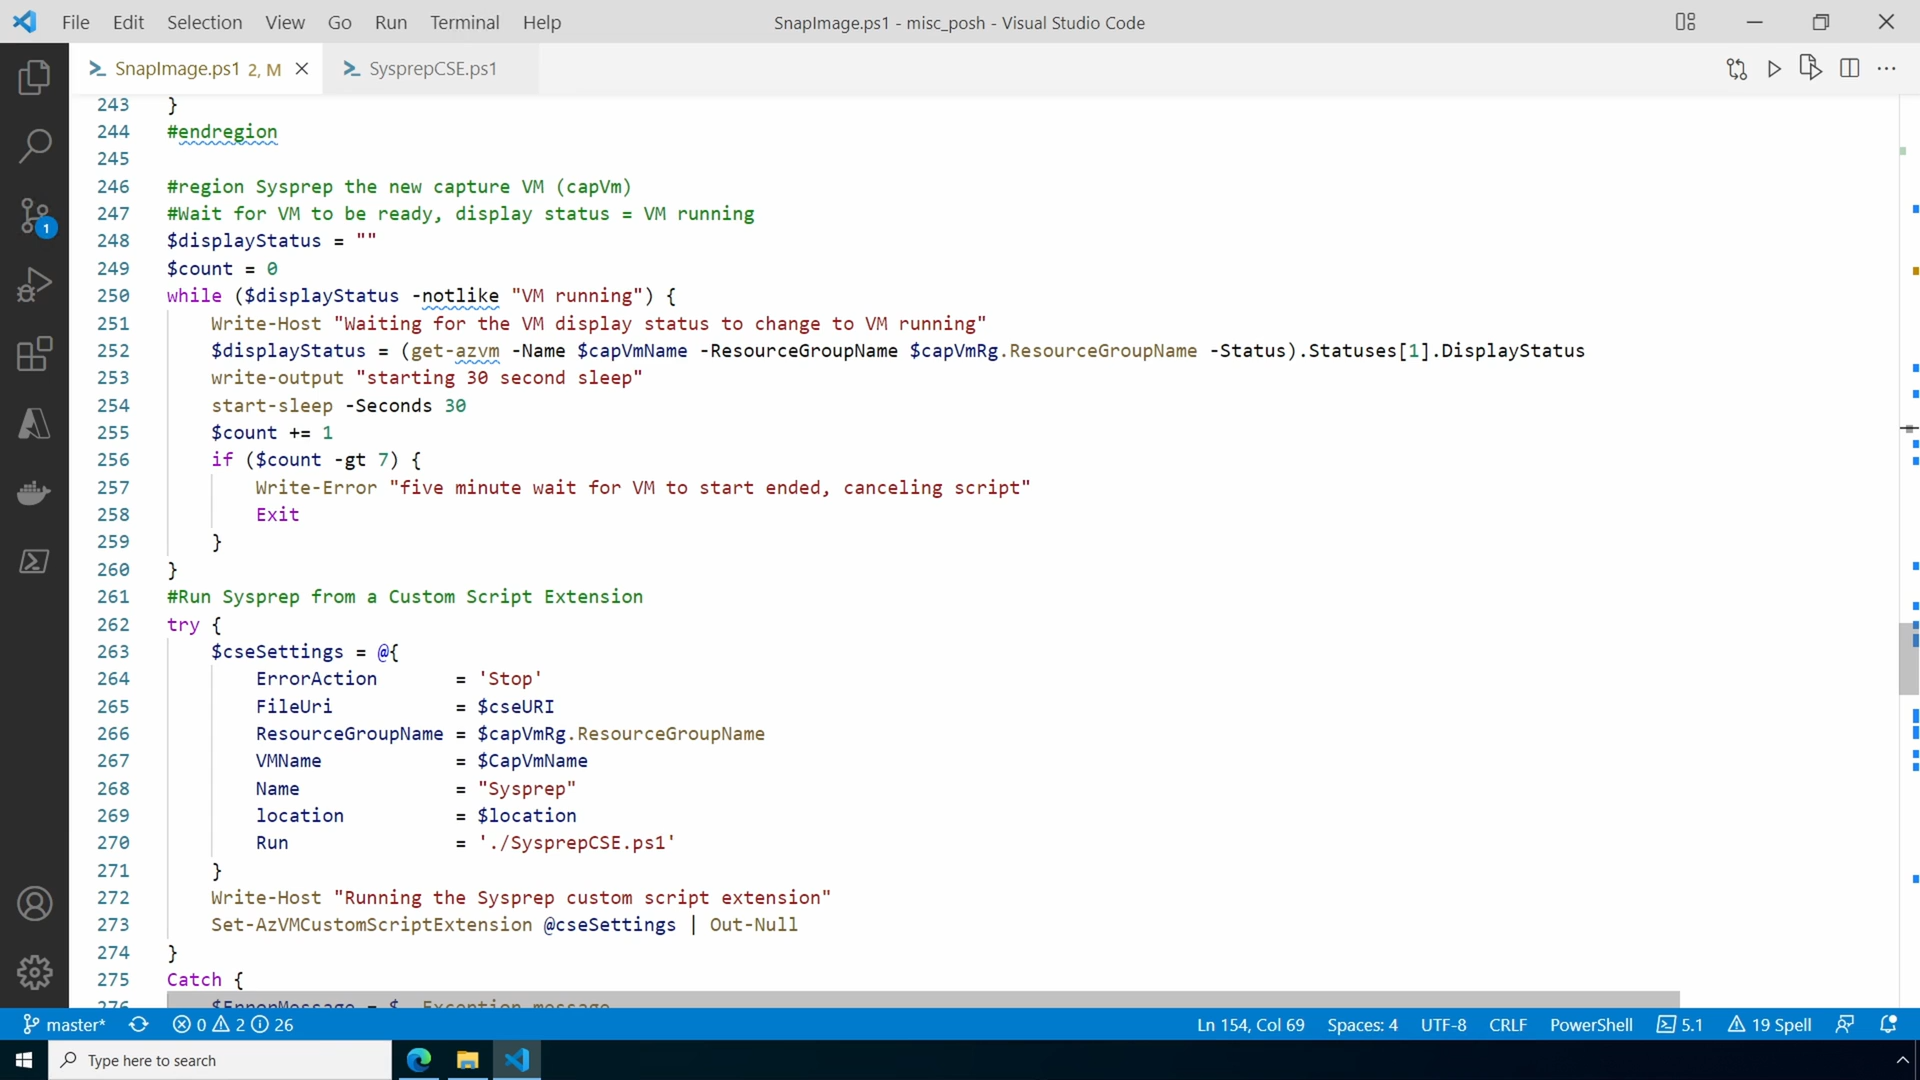 File Edit Selection View Go Run Terminal Help
SnapImage.ps1 - misc_posh - Visual Studio Code
SnapImage.ps1 2, M
SysprepCSE.ps1
243 }
244 #endregion
245
246 #region Sysprep the new capture VM (capVm)
247 #Wait for VM to be ready, display status = VM running
248 $displayStatus = ""
249 $count = 0
250 while ($displayStatus -notlike "VM running") {
251 Write-Host "Waiting for the VM display status to change to VM running"
252 $displayStatus = (get-azvm -Name $capVmName -ResourceGroupName $capVmRg.ResourceGroupName -Status).Statuses[1].DisplayStatus
253 write-output "starting 30 second sleep"
254 start-sleep -Seconds 30
255 $count += 1
256 if ($count -gt 7) {
257 Write-Error "five minute wait for VM to start ended, canceling script"
258 Exit
259 }
260 }
261 #Run Sysprep from a Custom Script Extension
262 try {
263 $cseSettings = @{
264 ErrorAction = 'Stop'
265 FileUri = $cseURI
266 ResourceGroupName = $capVmRg.ResourceGroupName
267 VMName = $CapVmName
268 Name = "Sysprep"
269 location = $location
270 Run = './SysprepCSE.ps1'
271 }
272 Write-Host "Running the Sysprep custom script extension"
273 Set-AzVMCustomScriptExtension @cseSettings | Out-Null
274 }
275 Catch {
276 $ErrorMessage = $_.Exception.message
1
master* 0 2 26
Ln 154, Col 69 Spaces: 4 UTF-8 CRLF PowerShell 5.1 19 Spell
Type here to search